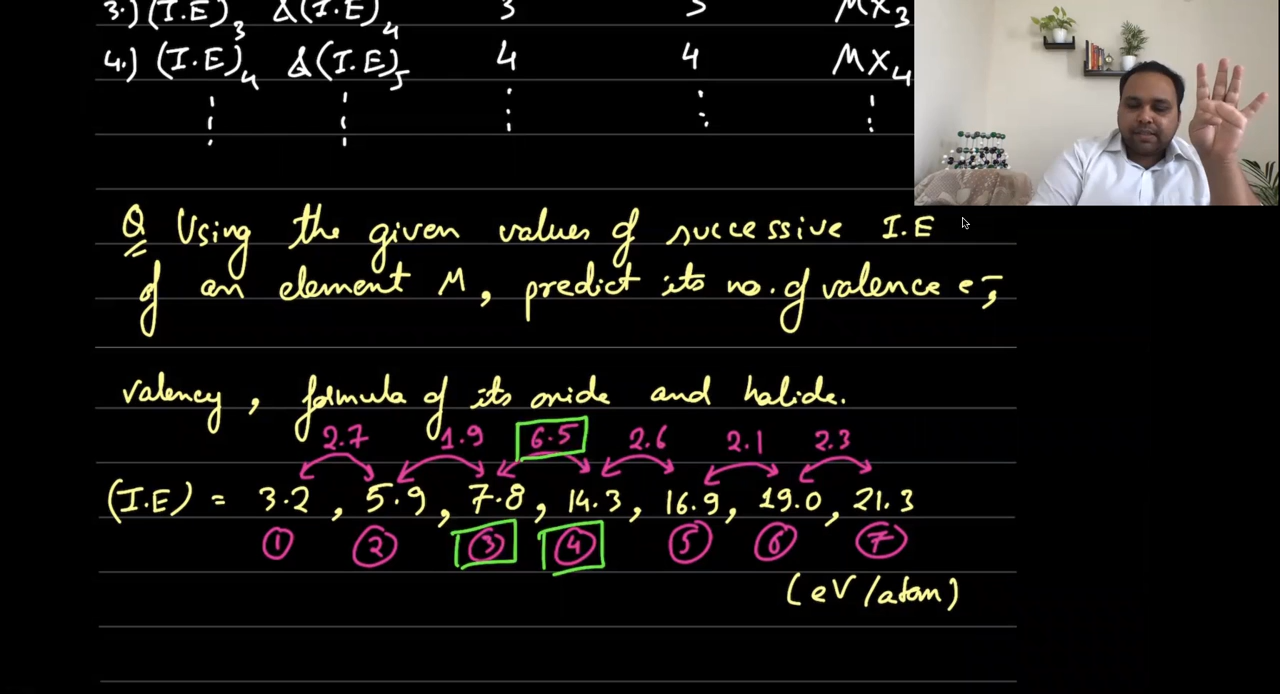 3.) (I.E)₃ &(I.E)₄ 3 3 MX₃
4.) (I.E)₄ &(I.E)₅ 4 4 MX₄
Q Using the given values of successive I.E
of an element M, predict its no. of valence e⁻,
valency, formula of its oxide and halide.
2.7 1.9 6.5 2.6 2.1 2.3
(I.E) = 3.2, 5.9, 7.8, 14.3, 16.9, 19.0, 21.3
① ② ③ ④ ⑤ ⑥ ⑦
(eV/atom)